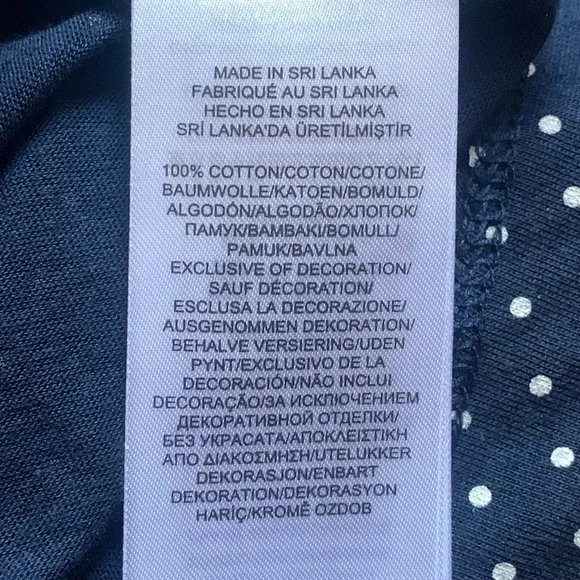 MADE IN SRI LANKA
FABRIQUÉ AU SRI LANKA
HECHO EN SRI LANKA
SRİ LANKA'DA ÜRETİLMİŞTİR
100% COTTON/COTON/COTONE/
BAUMWOLLE/KATOEN/BOMULD/
ALGODÓN/ALGODÃO/ХЛОПОК/
ПАМУК/ΒΑΜΒΑΚΙ/BOMULL/
PAMUK/BAVLNA
EXCLUSIVE OF DECORATION/
SAUF DÉCORATION/
ESCLUSA LA DECORAZIONE/
AUSGENOMMEN DEKORATION/
BEHALVE VERSIERING/UDEN
PYNT/EXCLUSIVO DE LA
DECORACIÓN/NÃO INCLUI
DECORAÇÃO/ЗА ИСКЛЮЧЕНИЕМ
ДЕКОРАТИВНОЙ ОТДЕЛКИ/
БЕЗ УКРАСАТА/ΑΠΟΚΛΕΙΣΤΙΚΗ
ΑΠΟ ΔΙΑΚΟΣΜΗΣΗ/UTELUKKER
DEKORASJON/ENBART
DEKORATION/DEKORASYON
HARİÇ/KROMĚ OZDOB